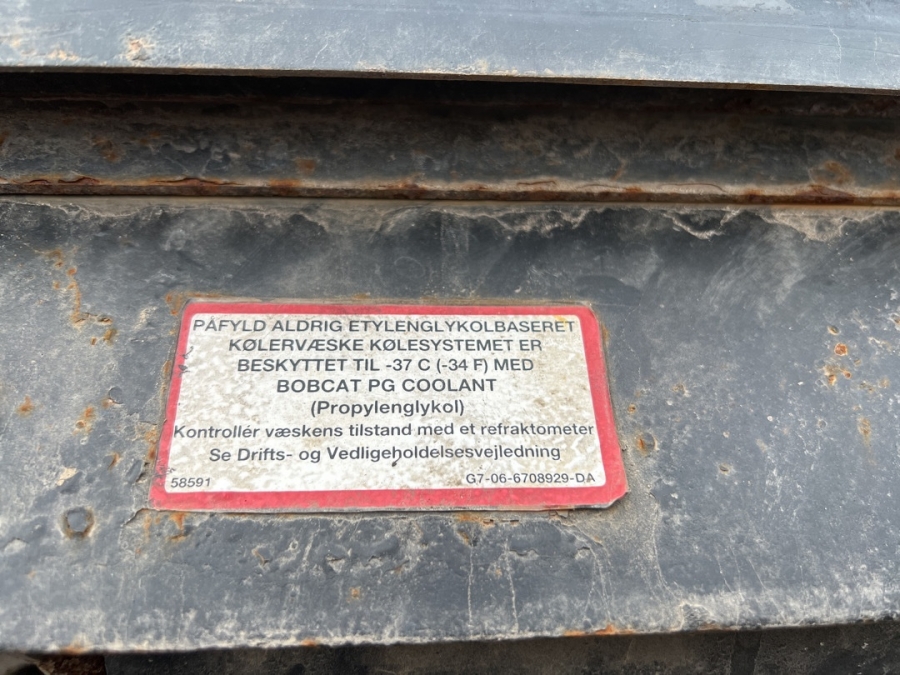 PÅFYLD ALDRIG ETYLENGLYKOLBASERET
KØLERVÆSKE KØLESYSTEMET ER
BESKYTTET TIL -37 C (-34 F) MED
BOBCAT PG COOLANT
(Propylenglykol)
Kontrollér væskens tilstand med et refraktometer
Se Drifts- og Vedligeholdelsesvejledning
58591 G7-06-6708929-DA